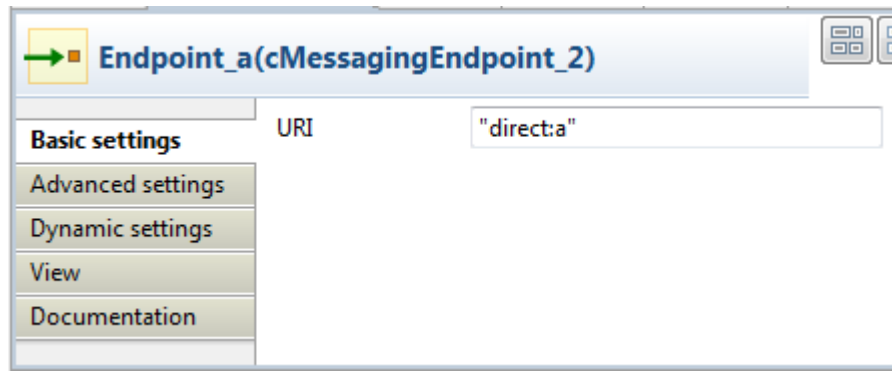 Endpoint_a(cMessagingEndpoint_2)
Basic settings
URI "direct:a"
Advanced settings
Dynamic settings
View
Documentation